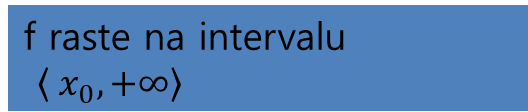 f raste na intervalu
⟨ x₀,+∞⟩